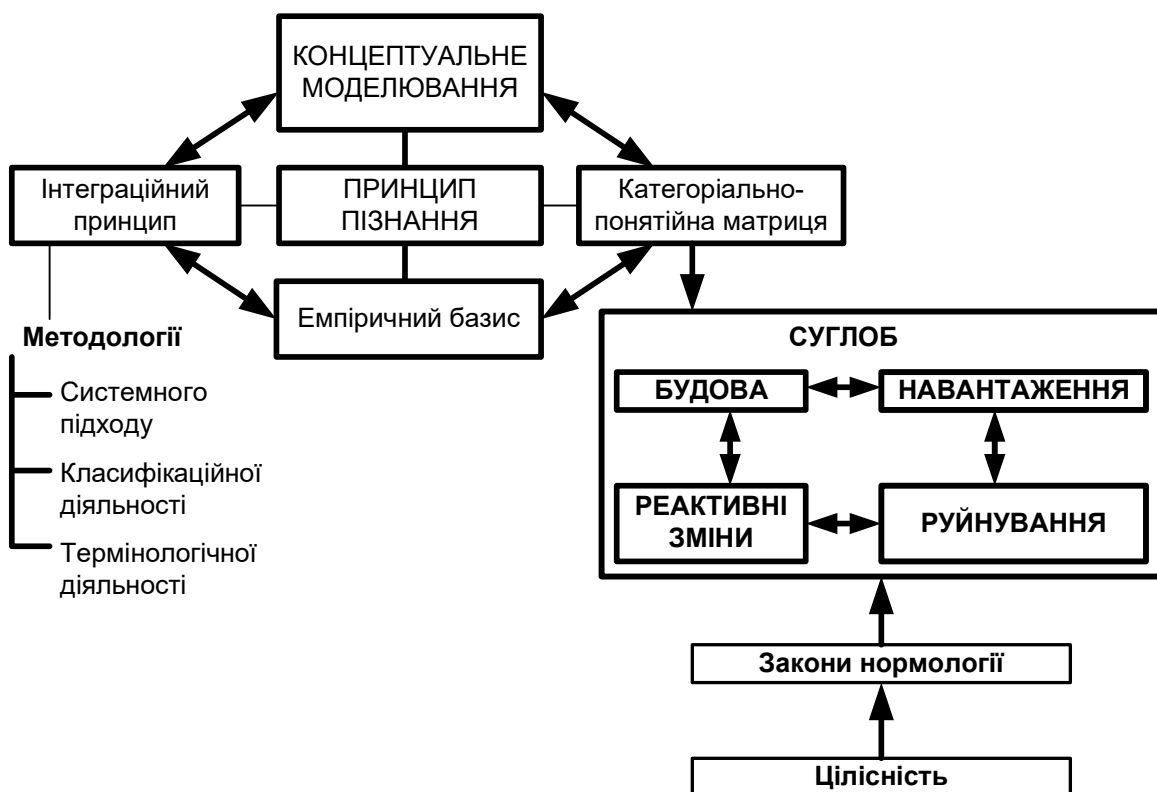 КОНЦЕПТУАЛЬНЕ
МОДЕЛЮВАННЯ
Інтеграційний
принцип
ПРИНЦИП
ПІЗНАННЯ
Категоріально-
понятійна матриця
Емпіричний базис
Методології
Системного
підходу
Класифікаційної
діяльності
Термінологічної
діяльності
СУГЛОБ
БУДОВА
НАВАНТАЖЕННЯ
РЕАКТИВНІ
ЗМІНИ
РУЙНУВАННЯ
Закони нормології
Цілісність